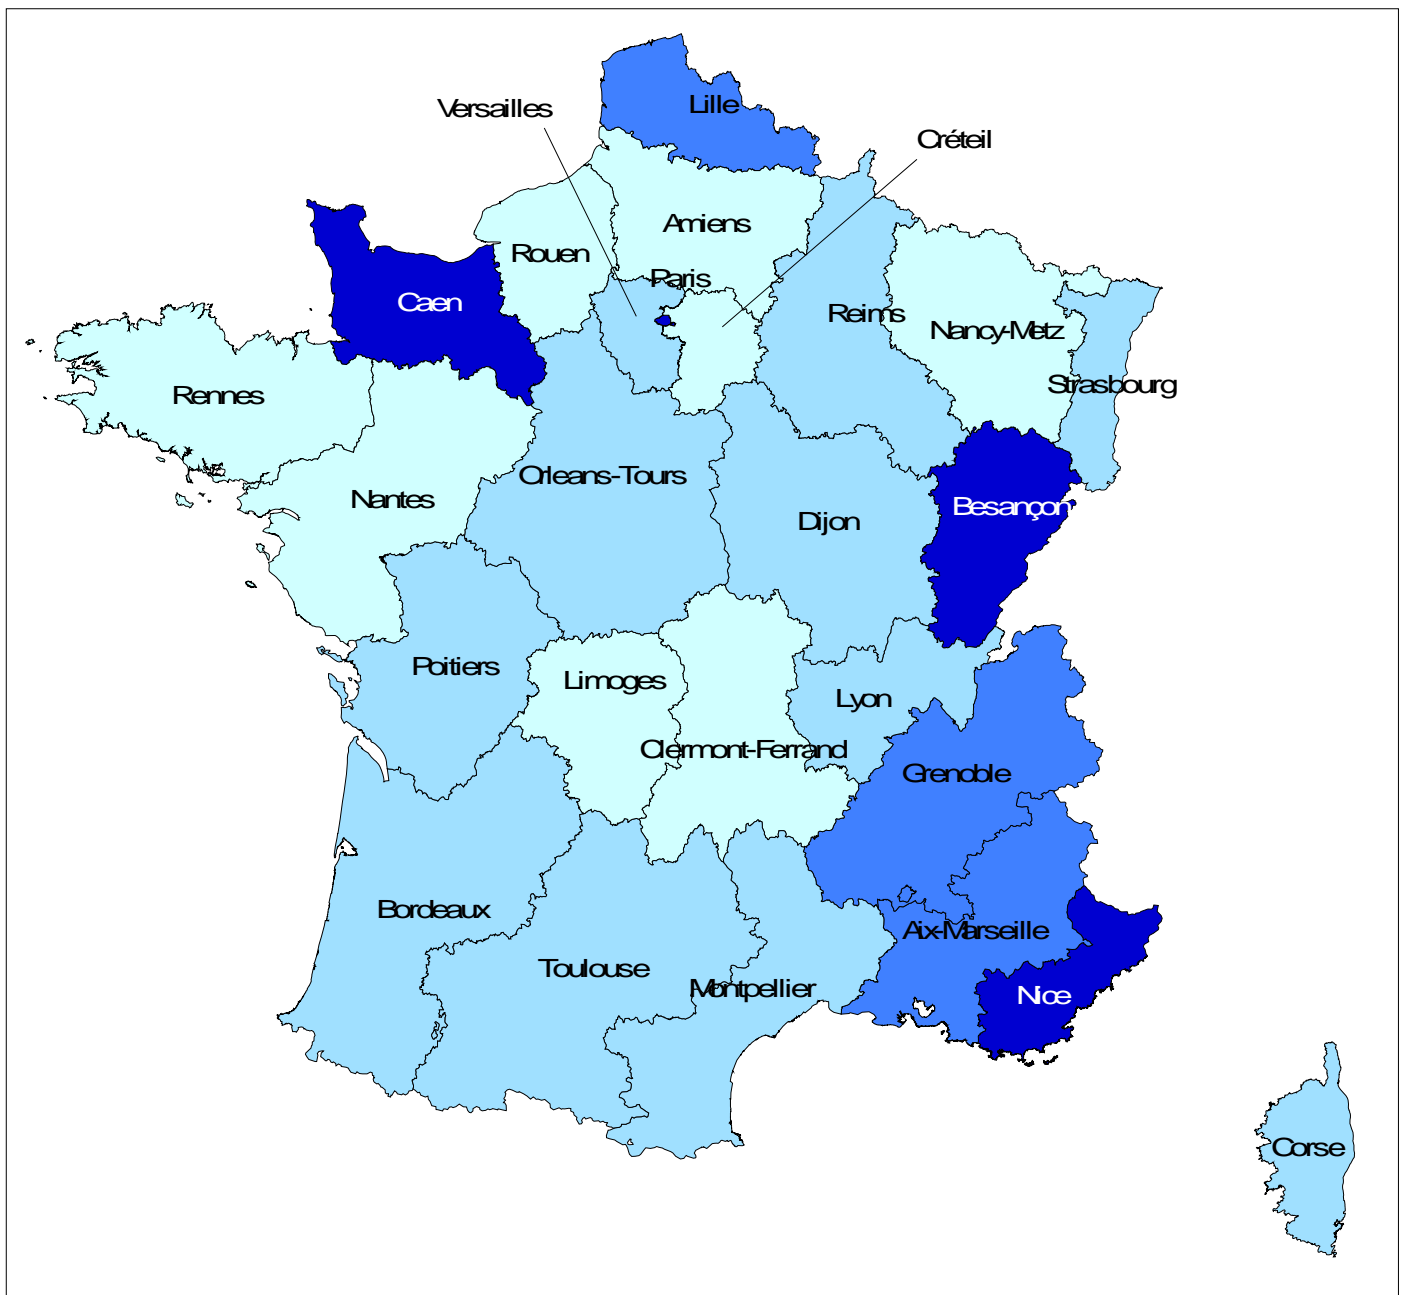 Lille
Versailles
Créteil
Amiens
Rouen
Paris
Caen
Reims
Nancy-Metz
Strasbourg
Rennes
Orleans-Tours
Nantes
Besançon
Dijon
Poitiers
Limoges
Lyon
Clermont-Ferrand
Grenoble
Bordeaux
Aix-Marseille
Toulouse
Montpellier
Nice
Corse